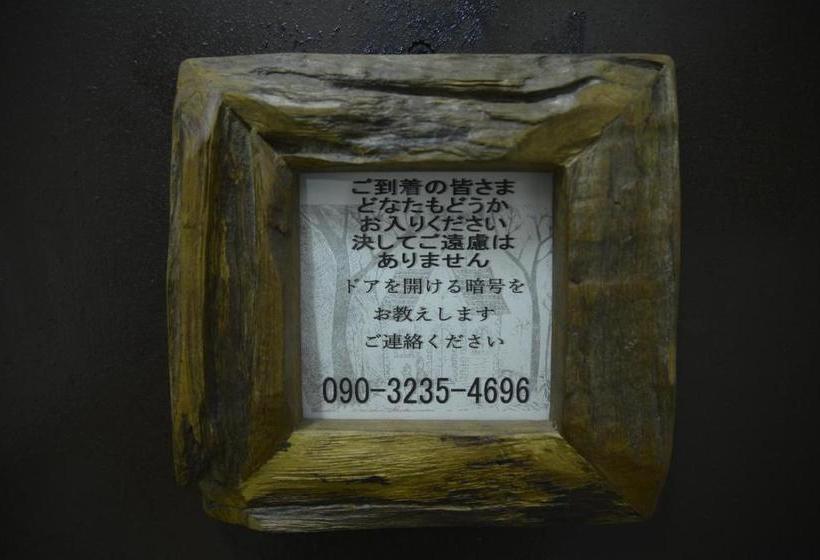 ご到着の皆さま
どなたもどうか
お入りください
決してご遠慮は
ありません
ドアを開ける暗号を
お教えします
ご連絡ください
090-3235-4696